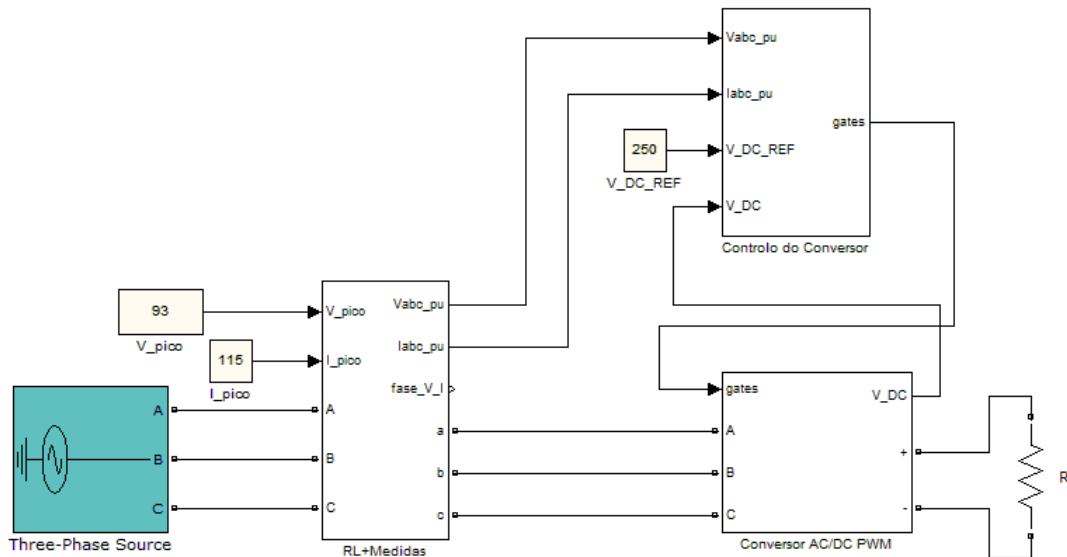 Vabc_pu
Iabc_pu
gates
250
V_DC_REF
V_DC_REF
V_DC
Controlo do Conversor
93
V_pico
V_pico
Vabc_pu
115
I_pico
I_pico
Iabc_pu
fase_V_I
A
B
C
A
B
C
a
b
c
Three-Phase Source
RL+Medidas
gates
V_DC
A
B
C
+
-
R
Conversor AC/DC PWM